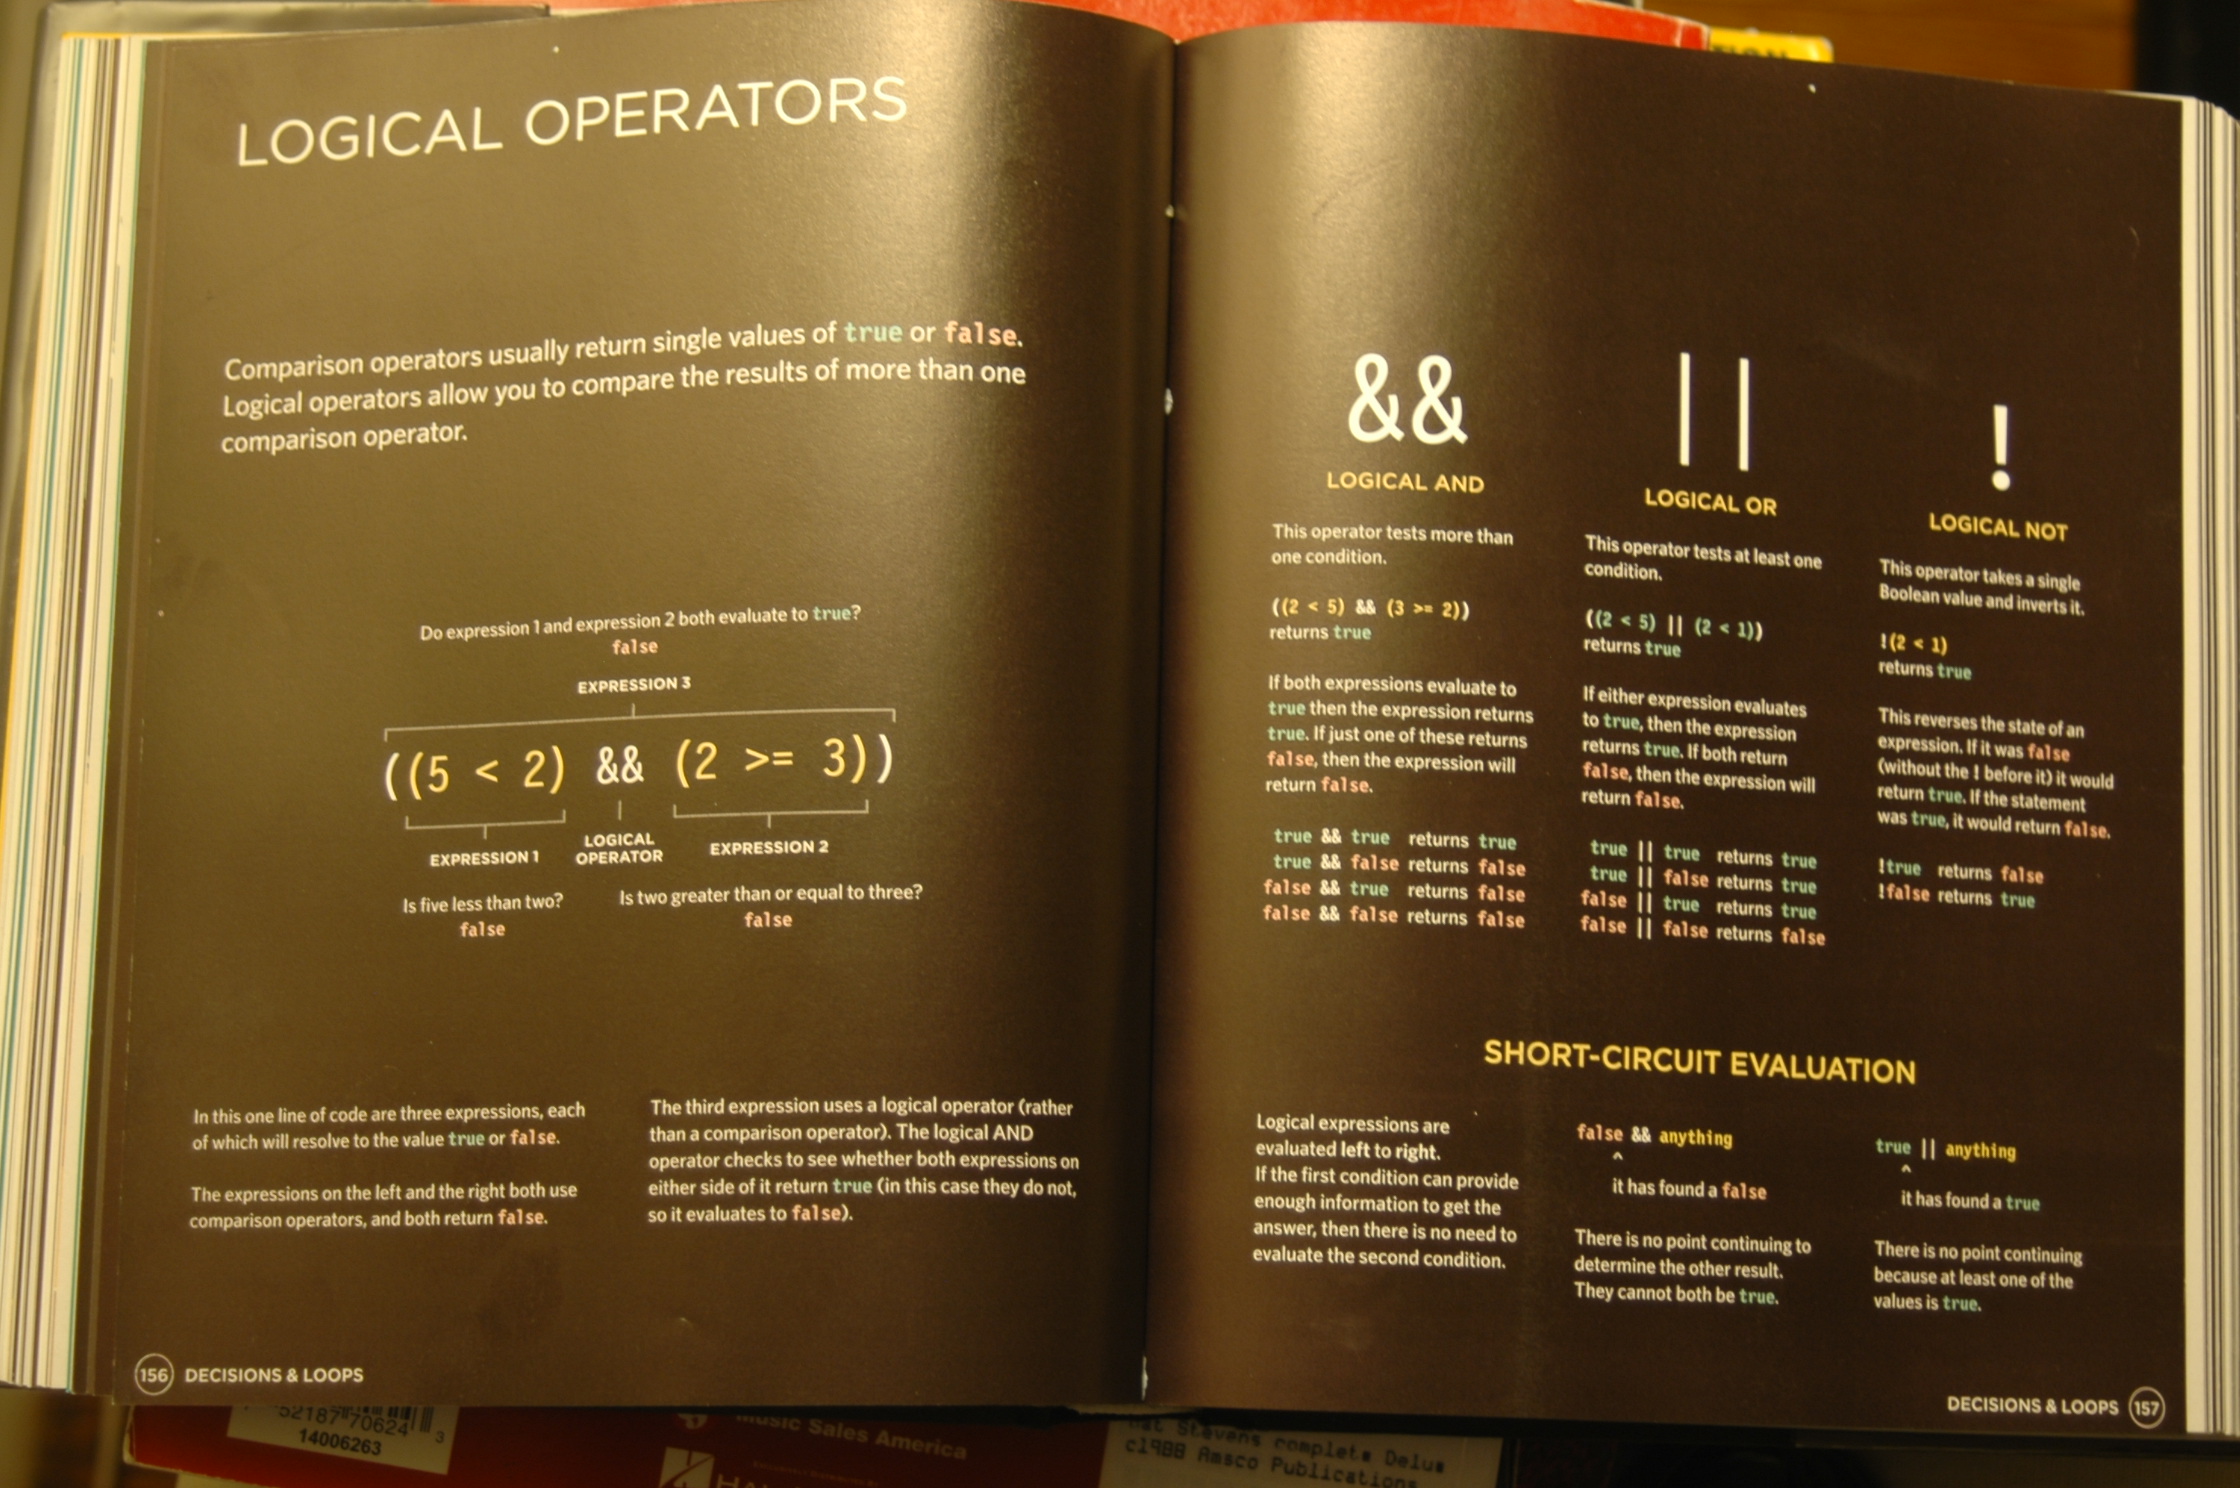 TION
LOGICAL OPERATORS
Comparison operators usually return single values of true or false.
Logical operators allow you to compare the results of more than one
comparison operator.
Do expression 1 and expression 2 both evaluate to true?
false
EXPRESSION 3
((5 < 2) && (2 >= 3))
EXPRESSION 1
LOGICAL
OPERATOR
EXPRESSION 2
Is five less than two?
false
Is two greater than or equal to three?
false
In this one line of code are three expressions, each
of which will resolve to the value true or false.
The expressions on the left and the right both use
comparison operators, and both return false.
The third expression uses a logical operator (rather
than a comparison operator). The logical AND
operator checks to see whether both expressions on
either side of it return true (in this case they do not,
so it evaluates to false).
156 DECISIONS & LOOPS
&&
LOGICAL AND
This operator tests more than
one condition.
((2 < 5) && (3 >= 2))
returns true
If both expressions evaluate to
true then the expression returns
true. If just one of these returns
false, then the expression will
return false.
true && true returns true
true && false returns false
false && true returns false
false && false returns false
||
LOGICAL OR
This operator tests at least one
condition.
((2 < 5) || (2 < 1))
returns true
If either expression evaluates
to true, then the expression
returns true. If both return
false, then the expression will
return false.
true || true returns true
true || false returns true
false || true returns true
false || false returns false
!
LOGICAL NOT
This operator takes a single
Boolean value and inverts it.
!(2 < 1)
returns true
This reverses the state of an
expression. If it was false
(without the ! before it) it would
return true. If the statement
was true, it would return false.
!true returns false
!false returns true
SHORT-CIRCUIT EVALUATION
Logical expressions are
evaluated left to right.
If the first condition can provide
enough information to get the
answer, then there is no need to
evaluate the second condition.
false && anything
^
it has found a false
There is no point continuing to
determine the other result.
They cannot both be true.
true || anything
^
it has found a true
There is no point continuing
because at least one of the
values is true.
DECISIONS & LOOPS 157
52187 70624 3
14006263
Music Sales America
Stevens complete Delux
c1988 Amsco Publications